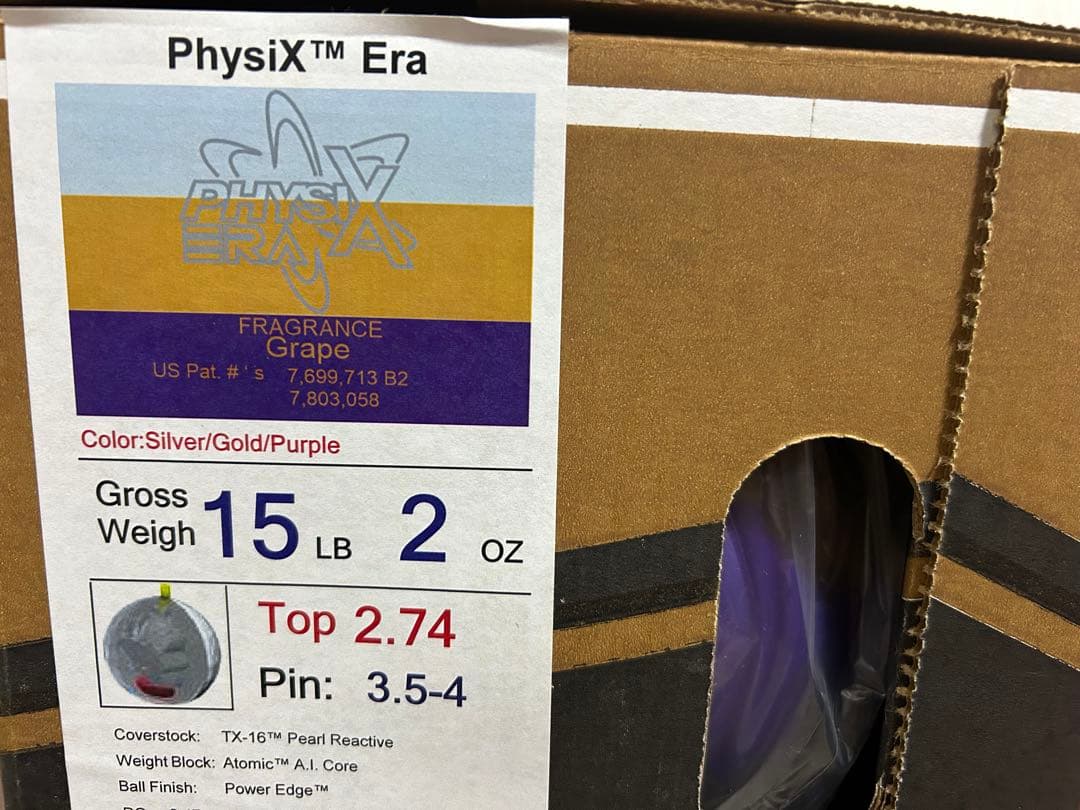 PhysiX™ Era
PHYSIX
ERA
FRAGRANCE
Grape
US Pat. # ' s 7,699,713 B2
7,803,058
Color:Silver/Gold/Purple
Gross
Weigh 15 LB 2 OZ
Top 2.74
Pin: 3.5-4
Coverstock: TX-16™ Pearl Reactive
Weight Block: Atomic™ A.I. Core
Ball Finish: Power Edge™